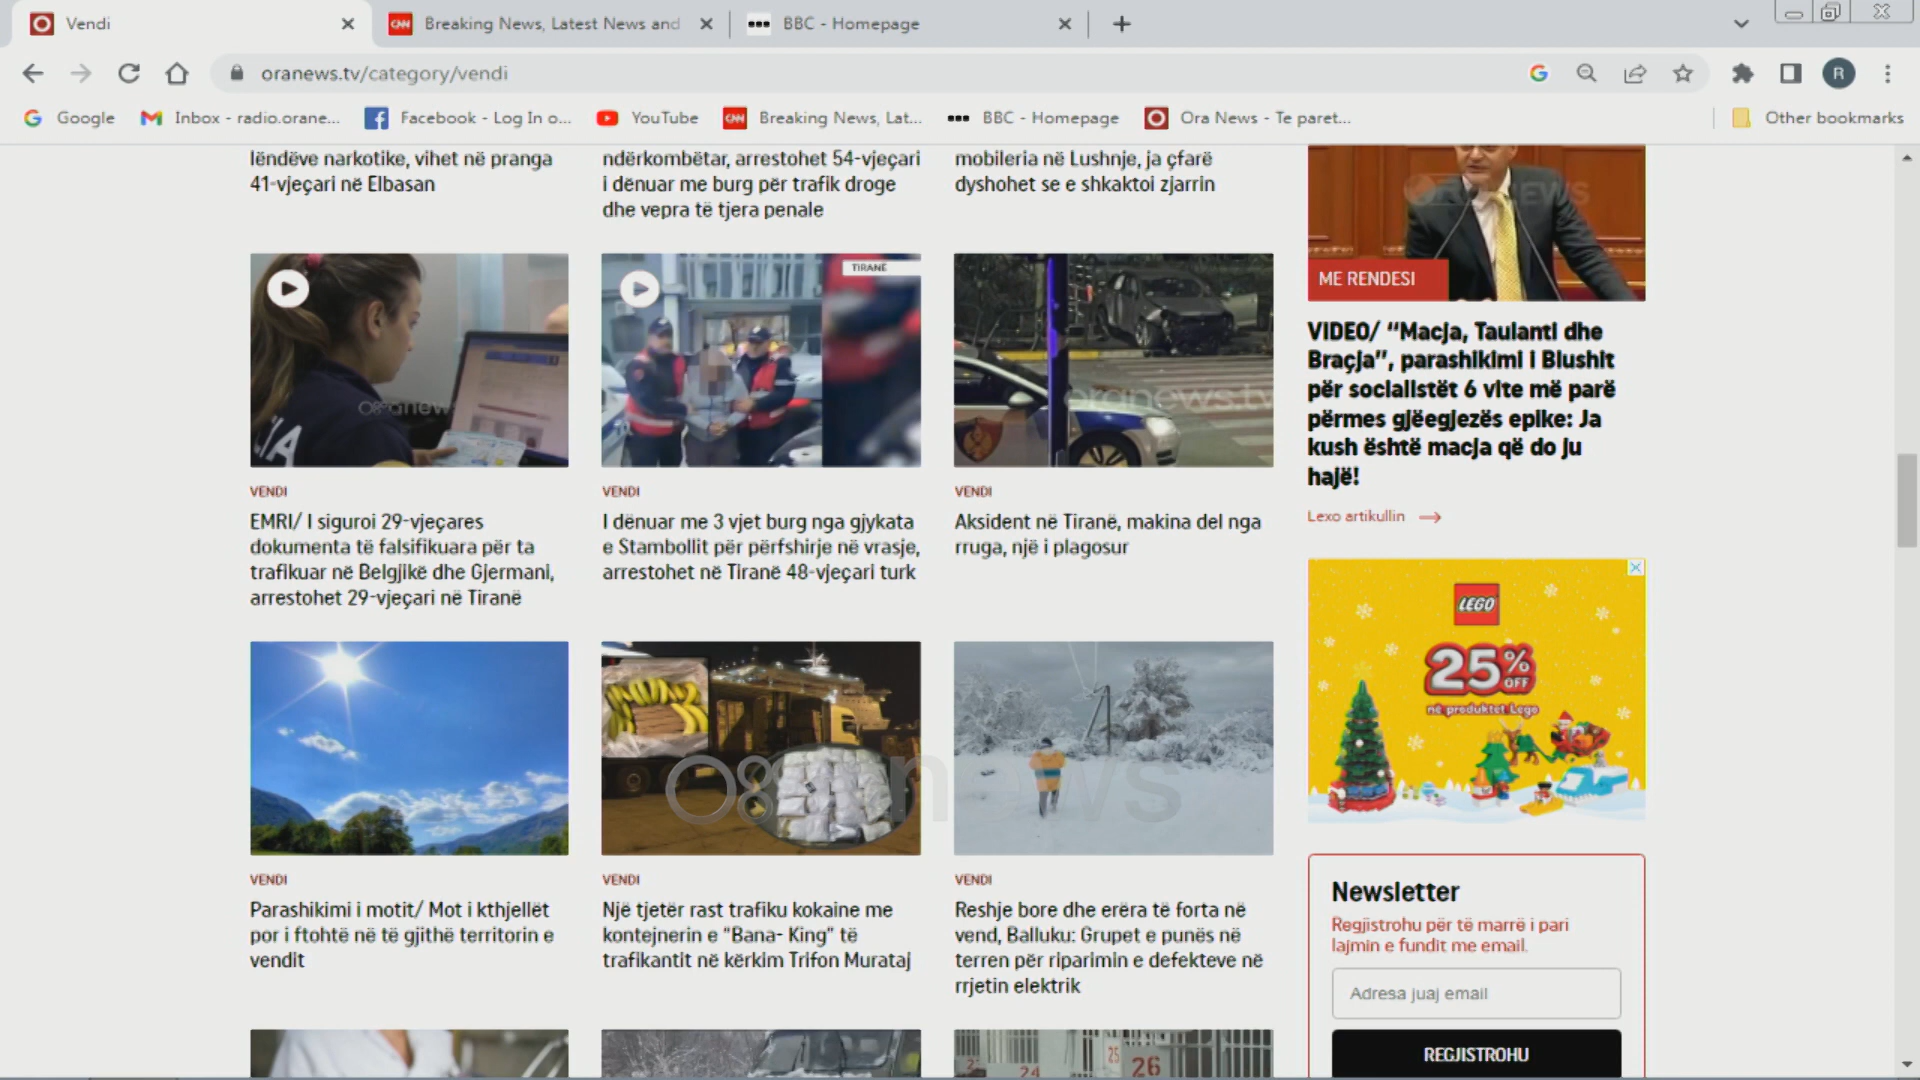 Vendi
Breaking News, Latest News and
BBC - Homepage
oranews.tv/category/vendi
R
Google
Inbox - radio.orane...
Facebook - Log In o...
YouTube
Breaking News, Lat...
BBC - Homepage
Ora News - Te paret...
Other bookmarks
lëndëve narkotike, vihet në pranga
41-vjeçari në Elbasan
ndërkombëtar, arrestohet 54-vjeçari
i dënuar me burg për trafik droge
dhe vepra të tjera penale
mobileria në Lushnje, ja çfarë
dyshohet se e shkaktoi zjarrin
TIRANË
oranews.tv
VENDI
EMRI/ I siguroi 29-vjeçares
dokumenta të falsifikuara për ta
trafikuar në Belgjikë dhe Gjermani,
arrestohet 29-vjeçari në Tiranë
VENDI
I dënuar me 3 vjet burg nga gjykata
e Stambollit për përfshirje në vrasje,
arrestohet në Tiranë 48-vjeçari turk
VENDI
Aksident në Tiranë, makina del nga
rruga, një i plagosur
VENDI
Parashikimi i motit/ Mot i kthjellët
por i ftohtë në të gjithë territorin e
vendit
VENDI
Një tjetër rast trafiku kokaine me
kontejnerin e “Bana- King” të
trafikantit në kërkim Trifon Murataj
VENDI
Reshje bore dhe erëra të forta në
vend, Balluku: Grupet e punës në
terren për riparimin e defekteve në
rrjetin elektrik
25
24
26
ME RENDESI
VIDEO/ “Macja, Taulanti dhe
Braçja”, parashikimi i Blushit
për socialistët 6 vite më parë
përmes gjëegjezës epike: Ja
kush është macja që do ju
hajë!
Lexo artikullin
LEGO
25%
OFF
në produktet Lego
Newsletter
Regjistrohu për të marrë i pari
lajmin e fundit me email.
Adresa juaj email
REGJISTROHU